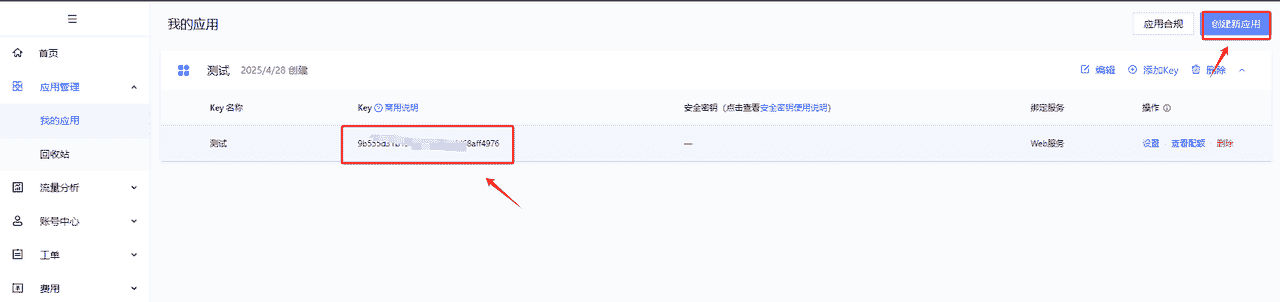 我的应用
应用合规
创建新应用
首页
应用管理
我的应用
回收站
流量分析
账号中心
工单
费用
测试 2025/4/28 创建
编辑 添加Key 删除
Key 名称 Key 商用说明 安全密钥(点击查看安全密钥使用说明) 绑定服务 操作
测试 8aff4976 — Web服务 设置 查看配额 删除